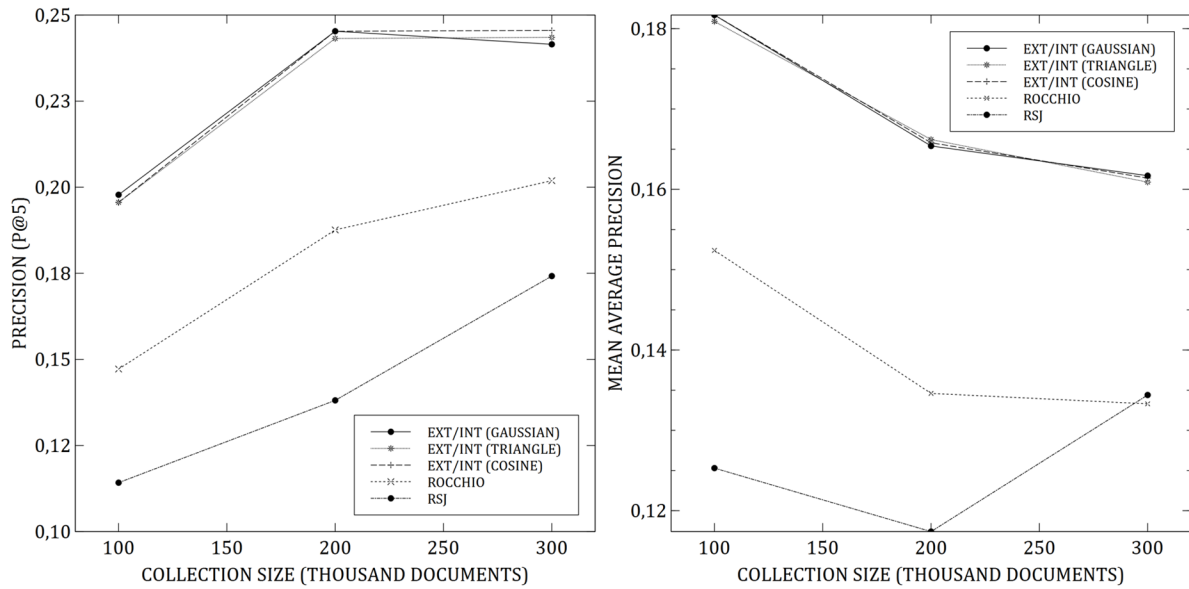 PRECISION (P@5)
0,25
0,23
0,20
0,18
0,15
0,12
0,10
100
150
200
250
300
COLLECTION SIZE (THOUSAND DOCUMENTS)
EXT/INT (GAUSSIAN)
EXT/INT (TRIANGLE)
EXT/INT (COSINE)
ROCCHIO
RSJ
MEAN AVERAGE PRECISION
0,18
0,16
0,14
0,12
100
150
200
250
300
COLLECTION SIZE (THOUSAND DOCUMENTS)
EXT/INT (GAUSSIAN)
EXT/INT (TRIANGLE)
EXT/INT (COSINE)
ROCCHIO
RSJ